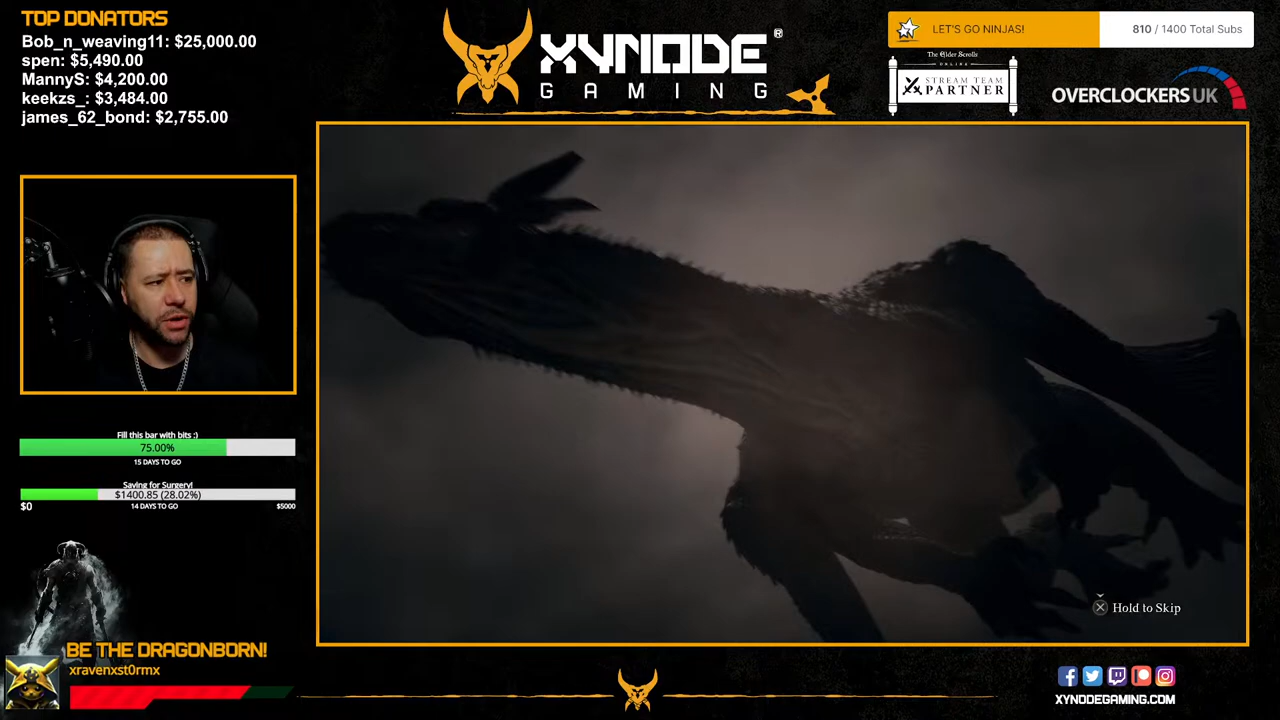 TOP DONATORS
Bob_n_weaving11: $25,000.00
spen: $5,490.00
MannyS: $4,200.00
keekzs_: $3,484.00
james_62_bond: $2,755.00
XYNODE®
GAMING
LET'S GO NINJAS!
810 / 1400 Total Subs
The Elder Scrolls
ONLINE
STREAM TEAM
PARTNER
OVERCLOCKERS UK
Fill this bar with bits :)
75.00%
15 DAYS TO GO
Saving for Surgery!
$1400.85 (28.02%)
$0
14 DAYS TO GO
$5000
Hold to Skip
BE THE DRAGONBORN!
xravenxst0rmx
XYNODEGAMING.COM